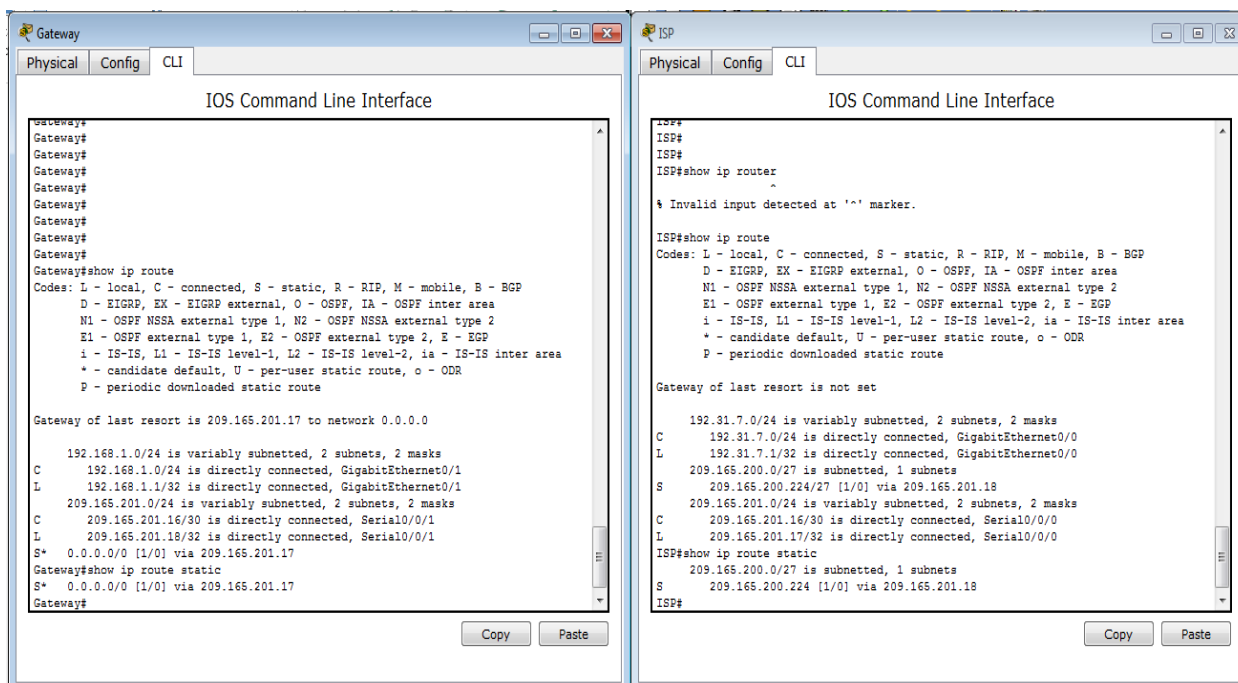 Gateway
Physical Config CLI
IOS Command Line Interface
Gateway#
Gateway#
Gateway#
Gateway#
Gateway#
Gateway#
Gateway#
Gateway#
Gateway#
Gateway#show ip route
Codes: L - local, C - connected, S - static, R - RIP, M - mobile, B - BGP
D - EIGRP, EX - EIGRP external, O - OSPF, IA - OSPF inter area
N1 - OSPF NSSA external type 1, N2 - OSPF NSSA external type 2
E1 - OSPF external type 1, E2 - OSPF external type 2, E - EGP
i - IS-IS, L1 - IS-IS level-1, L2 - IS-IS level-2, ia - IS-IS inter area
* - candidate default, U - per-user static route, o - ODR
P - periodic downloaded static route
Gateway of last resort is 209.165.201.17 to network 0.0.0.0
192.168.1.0/24 is variably subnetted, 2 subnets, 2 masks
C 192.168.1.0/24 is directly connected, GigabitEthernet0/1
L 192.168.1.1/32 is directly connected, GigabitEthernet0/1
209.165.201.0/24 is variably subnetted, 2 subnets, 2 masks
C 209.165.201.16/30 is directly connected, Serial0/0/1
L 209.165.201.18/32 is directly connected, Serial0/0/1
S* 0.0.0.0/0 [1/0] via 209.165.201.17
Gateway#show ip route static
S* 0.0.0.0/0 [1/0] via 209.165.201.17
Gateway#
Copy Paste
ISP
Physical Config CLI
IOS Command Line Interface
ISP#
ISP#
ISP#
ISP#show ip router
^
% Invalid input detected at '^' marker.
ISP#show ip route
Codes: L - local, C - connected, S - static, R - RIP, M - mobile, B - BGP
D - EIGRP, EX - EIGRP external, O - OSPF, IA - OSPF inter area
N1 - OSPF NSSA external type 1, N2 - OSPF NSSA external type 2
E1 - OSPF external type 1, E2 - OSPF external type 2, E - EGP
i - IS-IS, L1 - IS-IS level-1, L2 - IS-IS level-2, ia - IS-IS inter area
* - candidate default, U - per-user static route, o - ODR
P - periodic downloaded static route
Gateway of last resort is not set
192.31.7.0/24 is variably subnetted, 2 subnets, 2 masks
C 192.31.7.0/24 is directly connected, GigabitEthernet0/0
L 192.31.7.1/32 is directly connected, GigabitEthernet0/0
209.165.200.0/27 is subnetted, 1 subnets
S 209.165.200.224/27 [1/0] via 209.165.201.18
209.165.201.0/24 is variably subnetted, 2 subnets, 2 masks
C 209.165.201.16/30 is directly connected, Serial0/0/0
L 209.165.201.17/32 is directly connected, Serial0/0/0
ISP#show ip route static
209.165.200.0/27 is subnetted, 1 subnets
S 209.165.200.224 [1/0] via 209.165.201.18
ISP#
Copy Paste